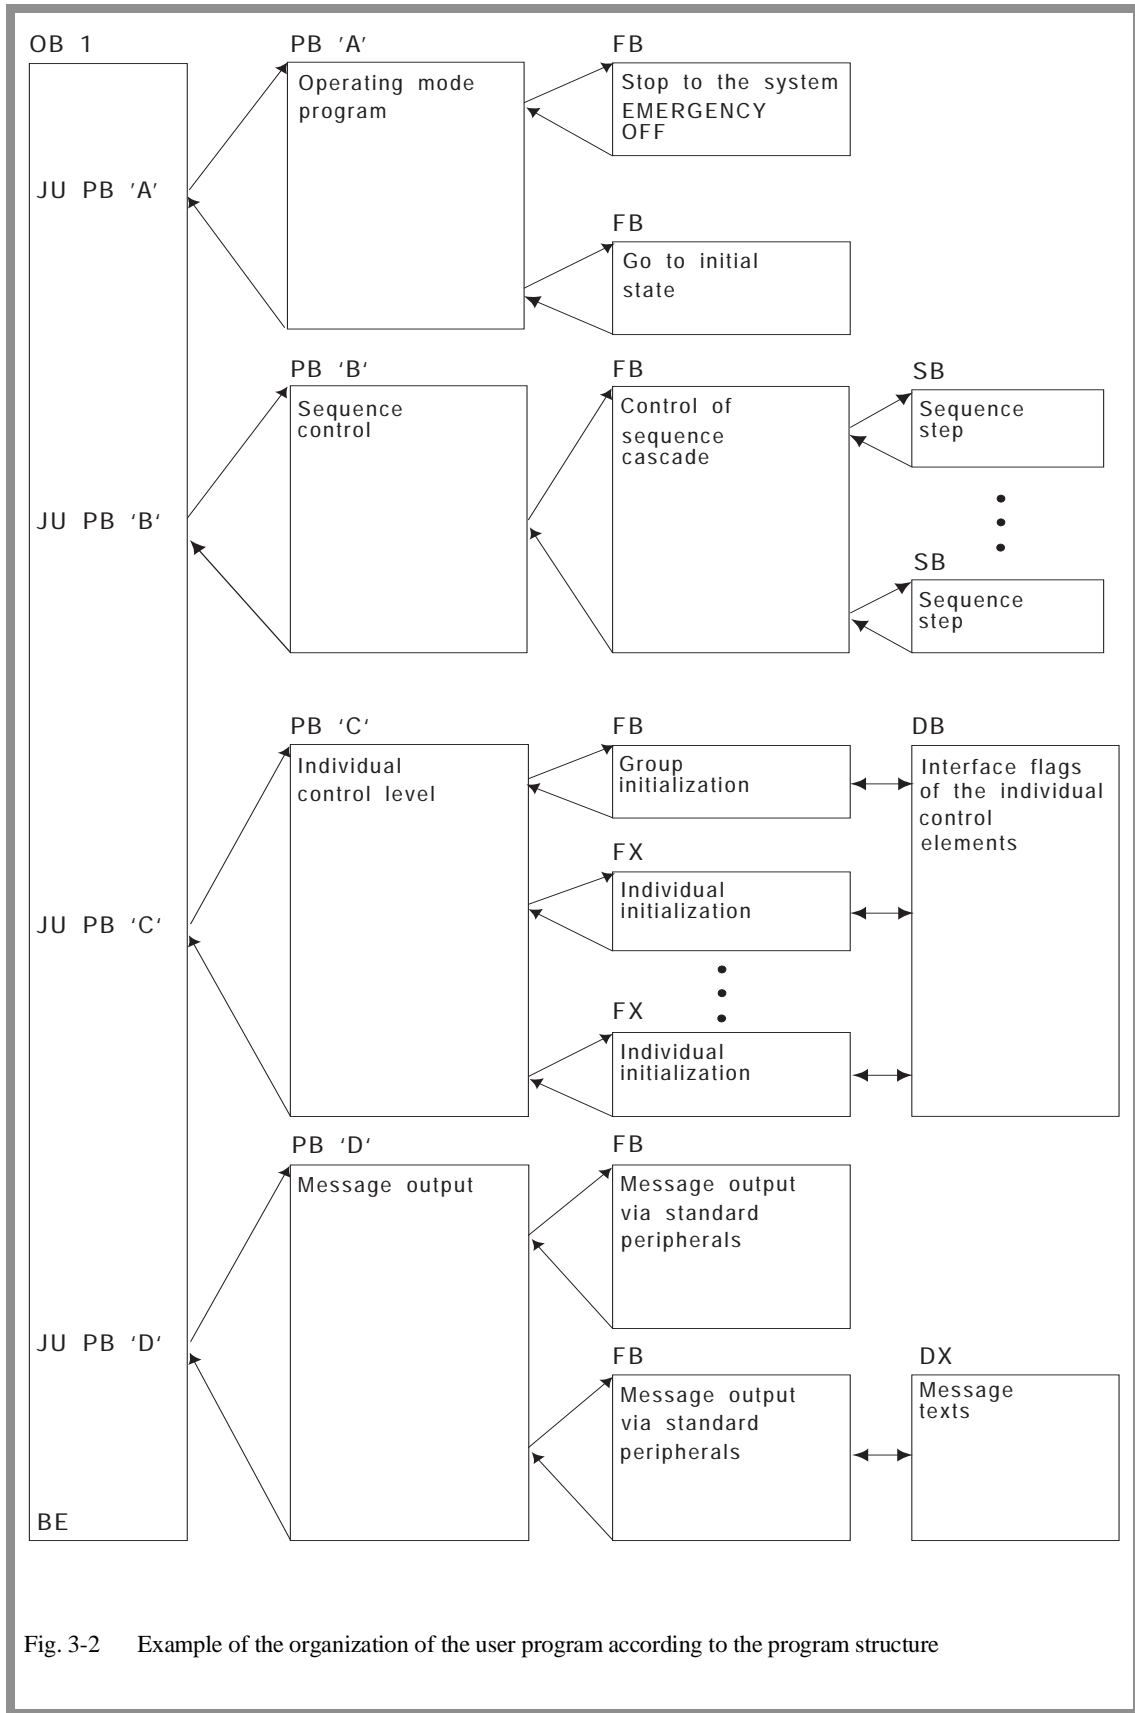 OB 1
PB 'A'
FB
Operating mode
program
Stop to the system
EMERGENCY
OFF
JU PB 'A'
FB
Go to initial
state
PB 'B'
FB
SB
Sequence
control
Control of
sequence
cascade
Sequence
step
JU PB 'B'
SB
Sequence
step
PB 'C'
FB
DB
Individual
control level
Group
initialization
Interface flags
of the individual
control
elements
FX
Individual
initialization
JU PB 'C'
FX
Individual
initialization
PB 'D'
FB
Message output
Message output
via standard
peripherals
JU PB 'D'
FB
DX
Message output
via standard
peripherals
Message
texts
BE
Fig. 3-2 Example of the organization of the user program according to the program structure